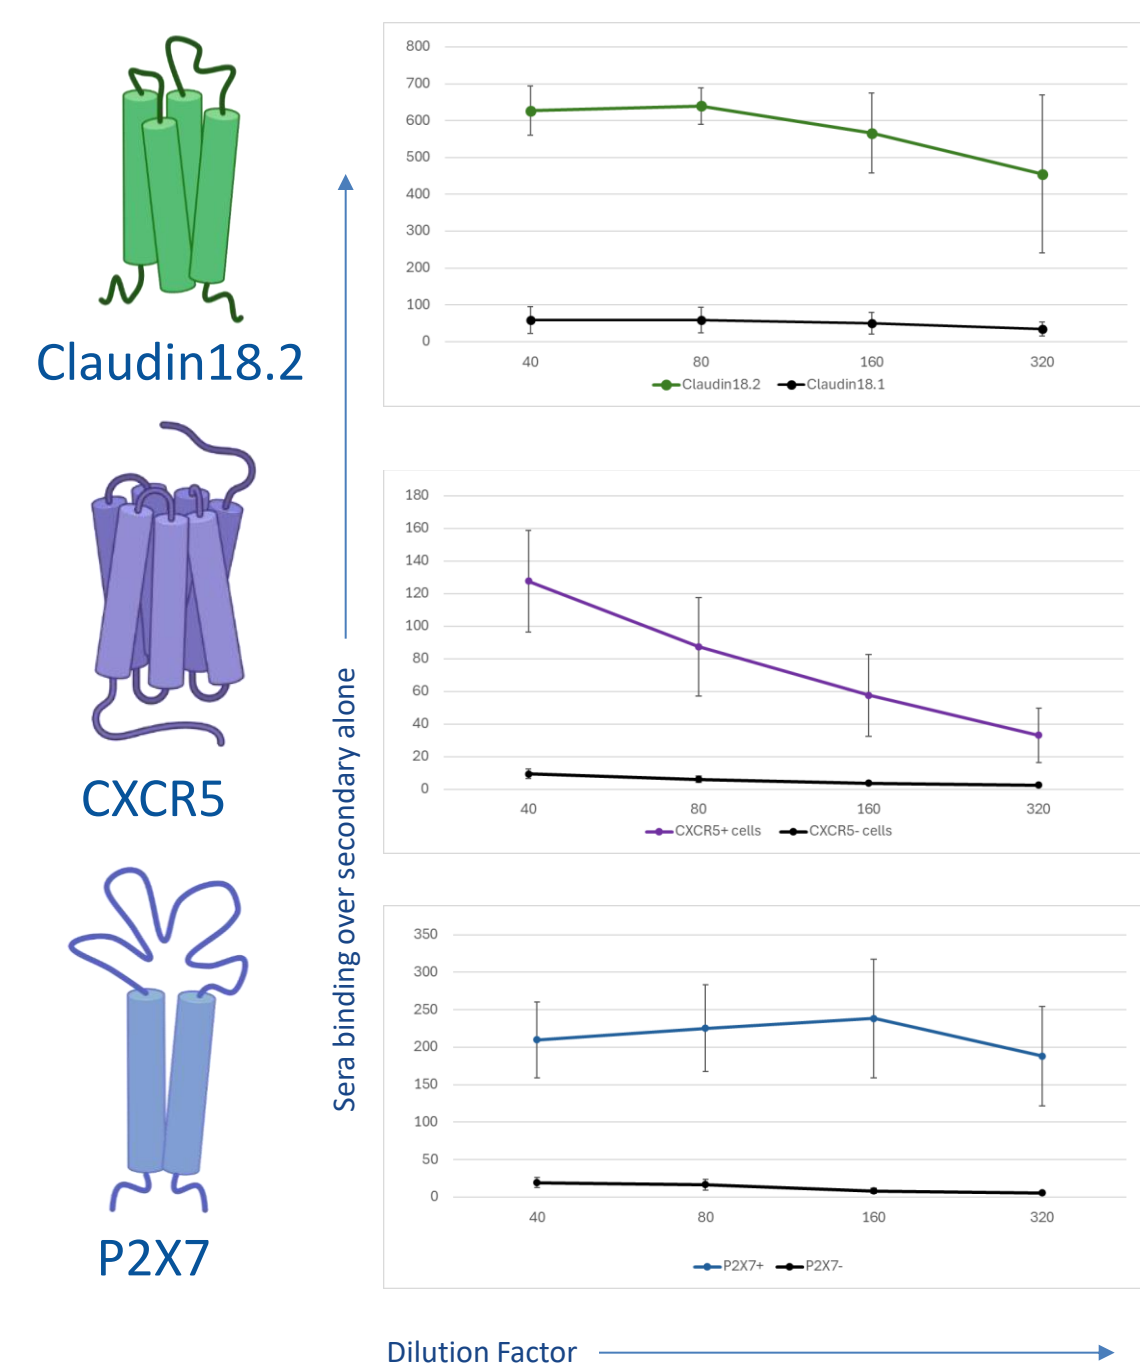 Claudin18.2
800
700
600
500
400
300
200
100
0
40 80 160 320
Claudin18.2 Claudin18.1
CXCR5
180
160
140
120
100
80
60
40
20
0
40 80 160 320
CXCR5+ cells CXCR5- cells
P2X7
350
300
250
200
150
100
50
0
40 80 160 320
P2X7+ P2X7-
Sera binding over secondary alone
Dilution Factor